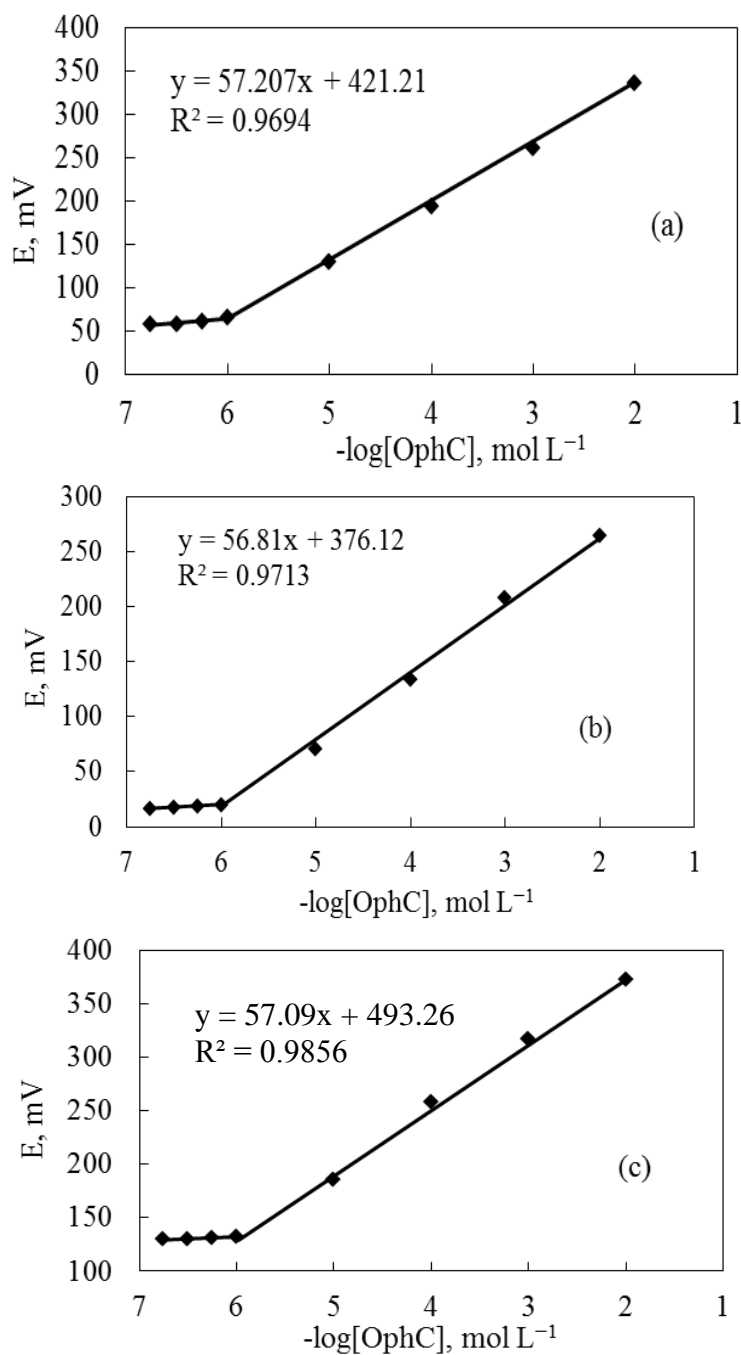 400
350
300
250
200
150
100
50
0
E, mV
y = 57.207x + 421.21
R² = 0.9694
(a)
7 6 5 4 3 2 1
-log[OphC], mol L⁻¹
300
250
200
150
100
50
0
E, mV
y = 56.81x + 376.12
R² = 0.9713
(b)
7 6 5 4 3 2 1
-log[OphC], mol L⁻¹
400
350
300
250
200
150
100
E, mV
y = 57.09x + 493.26
R² = 0.9856
(c)
7 6 5 4 3 2 1
-log[OphC], mol L⁻¹